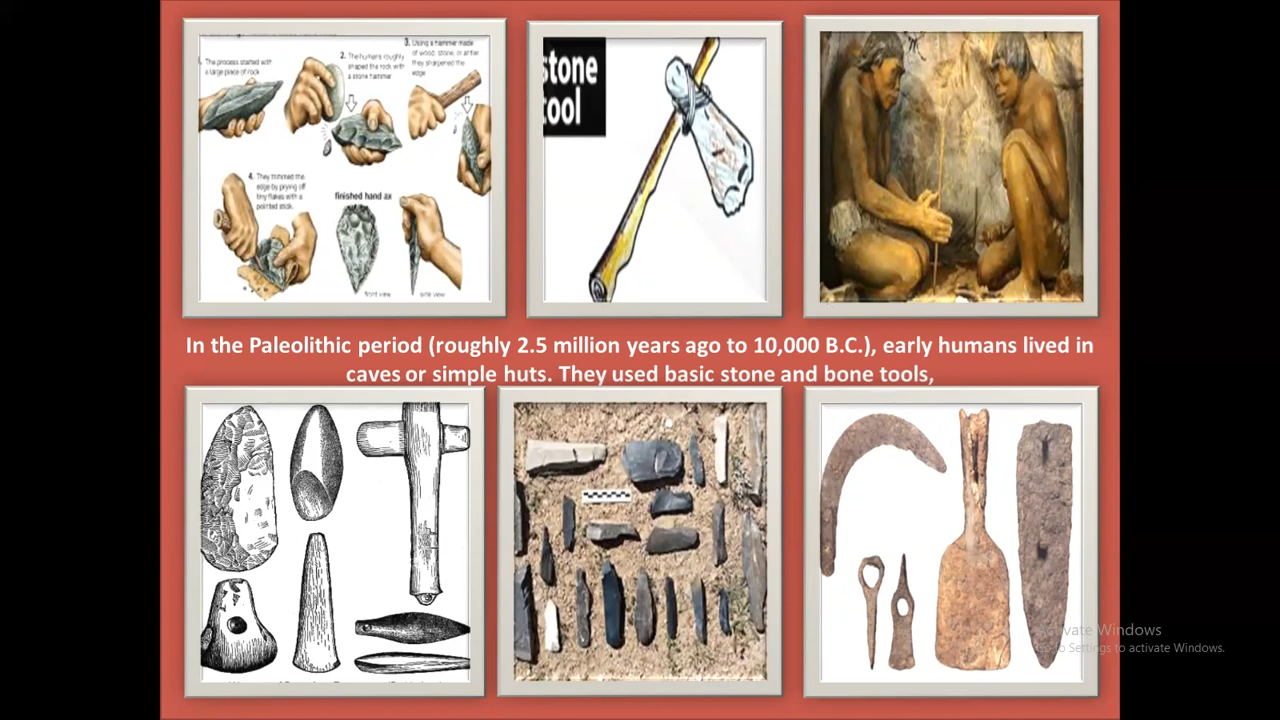 1. The process started with
a large piece of rock
2. The humans roughly
shaped the rock with
a stone hammer
3. Using a hammer made
of wood, stone, or antler
they sharpened the
edge
4. They trimmed the
edge by prying off
tiny flakes with a
pointed stick.
finished hand ax
front view
side view
stone
tool
In the Paleolithic period (roughly 2.5 million years ago to 10,000 B.C.), early humans lived in
caves or simple huts. They used basic stone and bone tools,
Windows
to Settings to activate Windows.